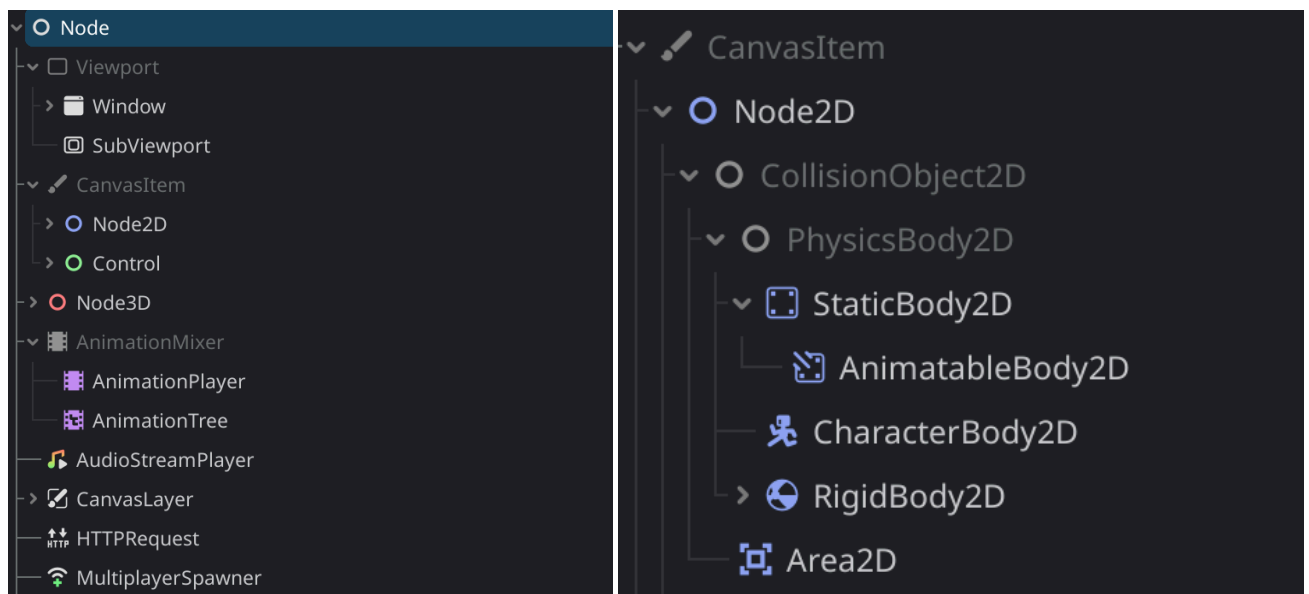 Node
Viewport
Window
SubViewport
CanvasItem
Node2D
Control
Node3D
AnimationMixer
AnimationPlayer
AnimationTree
AudioStreamPlayer
CanvasLayer
HTTP HTTPRequest
MultiplayerSpawner
CanvasItem
Node2D
CollisionObject2D
PhysicsBody2D
StaticBody2D
AnimatableBody2D
CharacterBody2D
RigidBody2D
Area2D